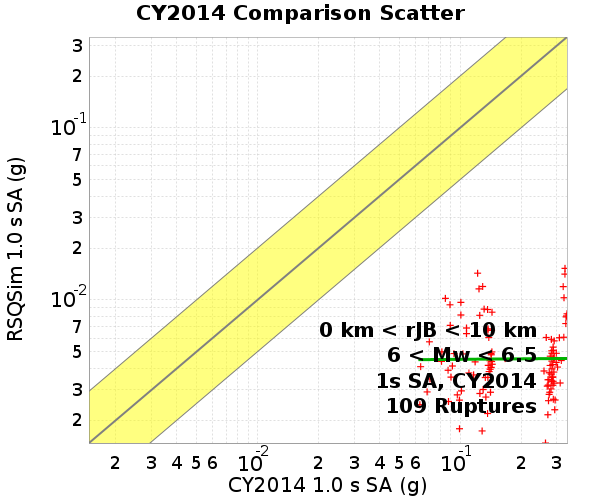 CY2014 Comparison Scatter
3
2
10-1
7
5
3
2
10-2
7
5
3
2
RSQSim 1.0 s SA (g)
0 km < rJB < 10 km
6 < Mw < 6.5
1s SA, CY2014
109 Ruptures
2 3 4 5 6 10-2 2 3 4 5 6 10-1 2 3
CY2014 1.0 s SA (g)